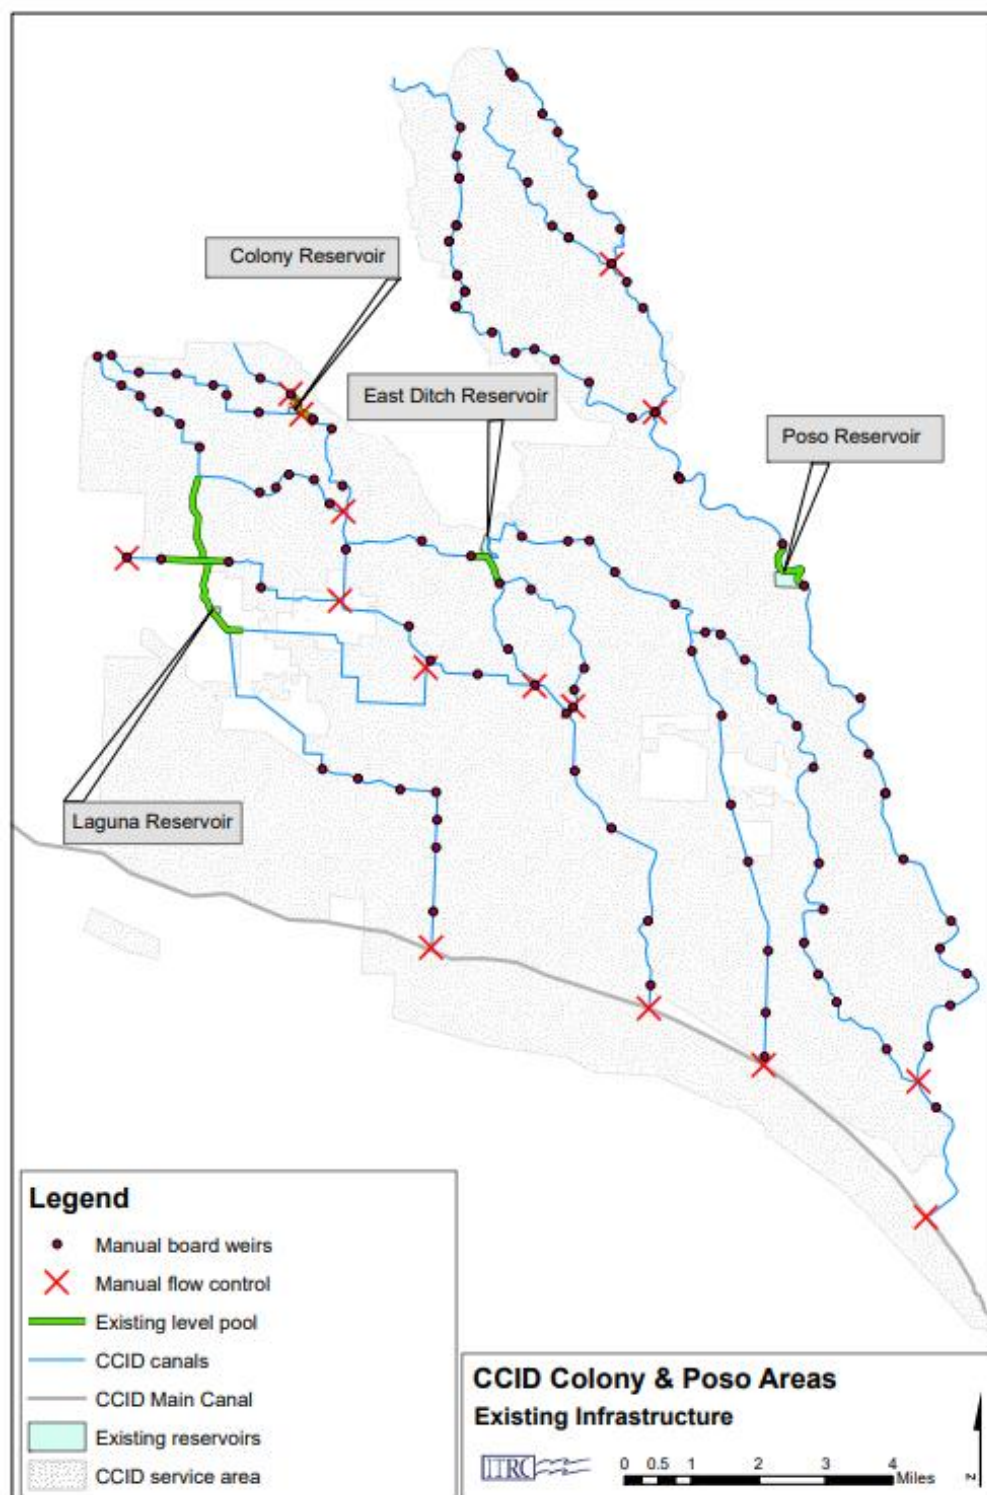 Colony Reservoir
East Ditch Reservoir
Poso Reservoir
Laguna Reservoir
Legend
Manual board weirs
Manual flow control
Existing level pool
CCID canals
CCID Main Canal
Existing reservoirs
CCID service area
CCID Colony & Poso Areas
Existing Infrastructure
ITRC
0 0.5 1 2 3 4
Miles
N